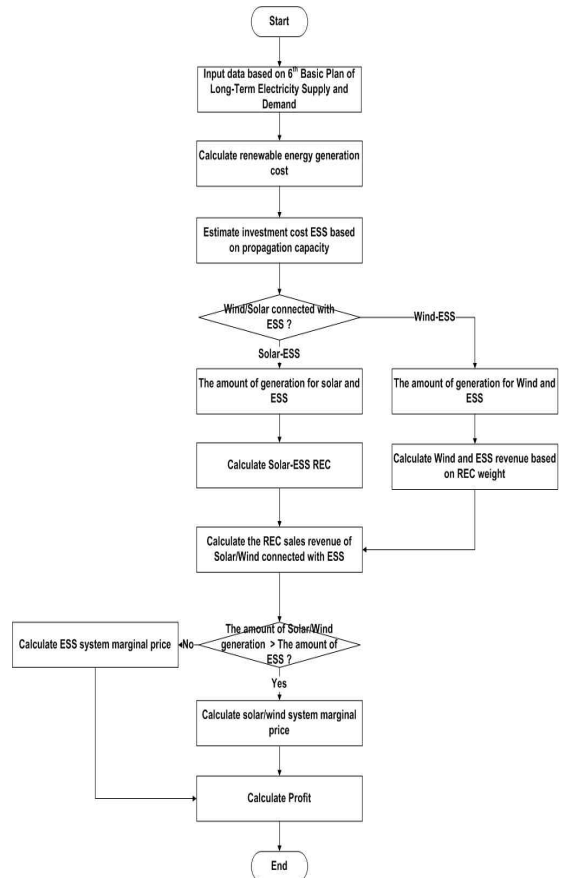 Start
Input data based on 6th Basic Plan of
Long-Term Electricity Supply and
Demand
Calculate renewable energy generation
cost
Estimate investment cost ESS based
on propagation capacity
Wind/Solar connected with
ESS ?
Wind-ESS
Solar-ESS
The amount of generation for solar and
ESS
The amount of generation for Wind and
ESS
Calculate Solar-ESS REC
Calculate Wind and ESS revenue based
on REC weight
Calculate the REC sales revenue of
Solar/Wind connected with ESS
The amount of Solar/Wind
generation > The amount of
ESS ?
No
Calculate ESS system marginal price
Yes
Calculate solar/wind system marginal
price
Calculate Profit
End